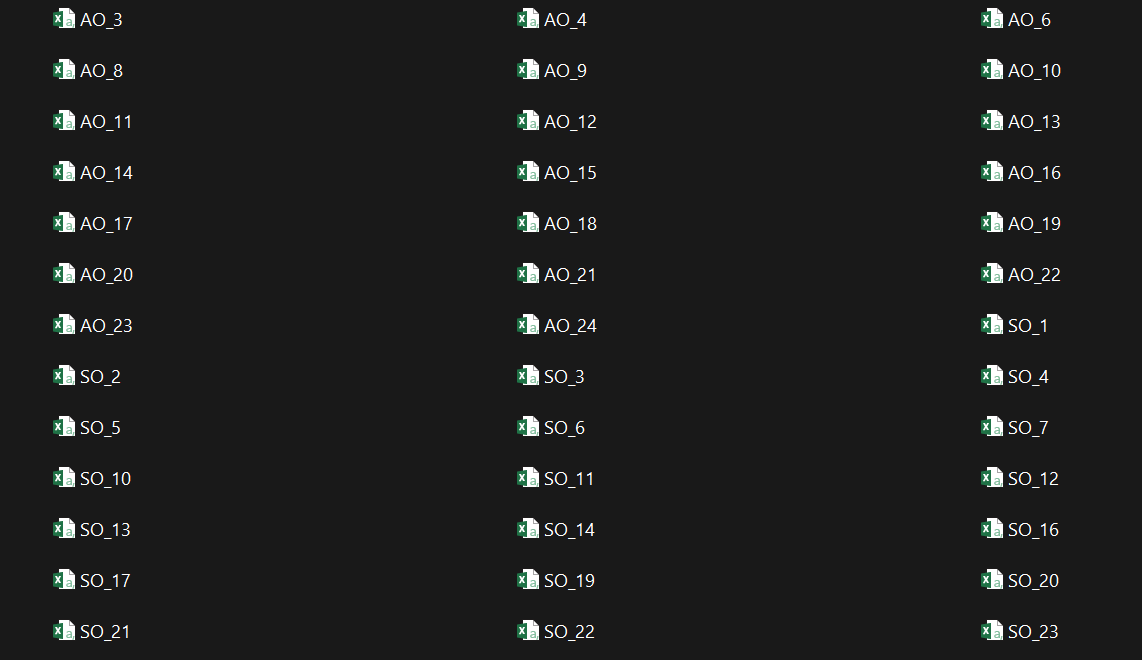 AO_3 AO_4 AO_6
AO_8 AO_9 AO_10
AO_11 AO_12 AO_13
AO_14 AO_15 AO_16
AO_17 AO_18 AO_19
AO_20 AO_21 AO_22
AO_23 AO_24 SO_1
SO_2 SO_3 SO_4
SO_5 SO_6 SO_7
SO_10 SO_11 SO_12
SO_13 SO_14 SO_16
SO_17 SO_19 SO_20
SO_21 SO_22 SO_23